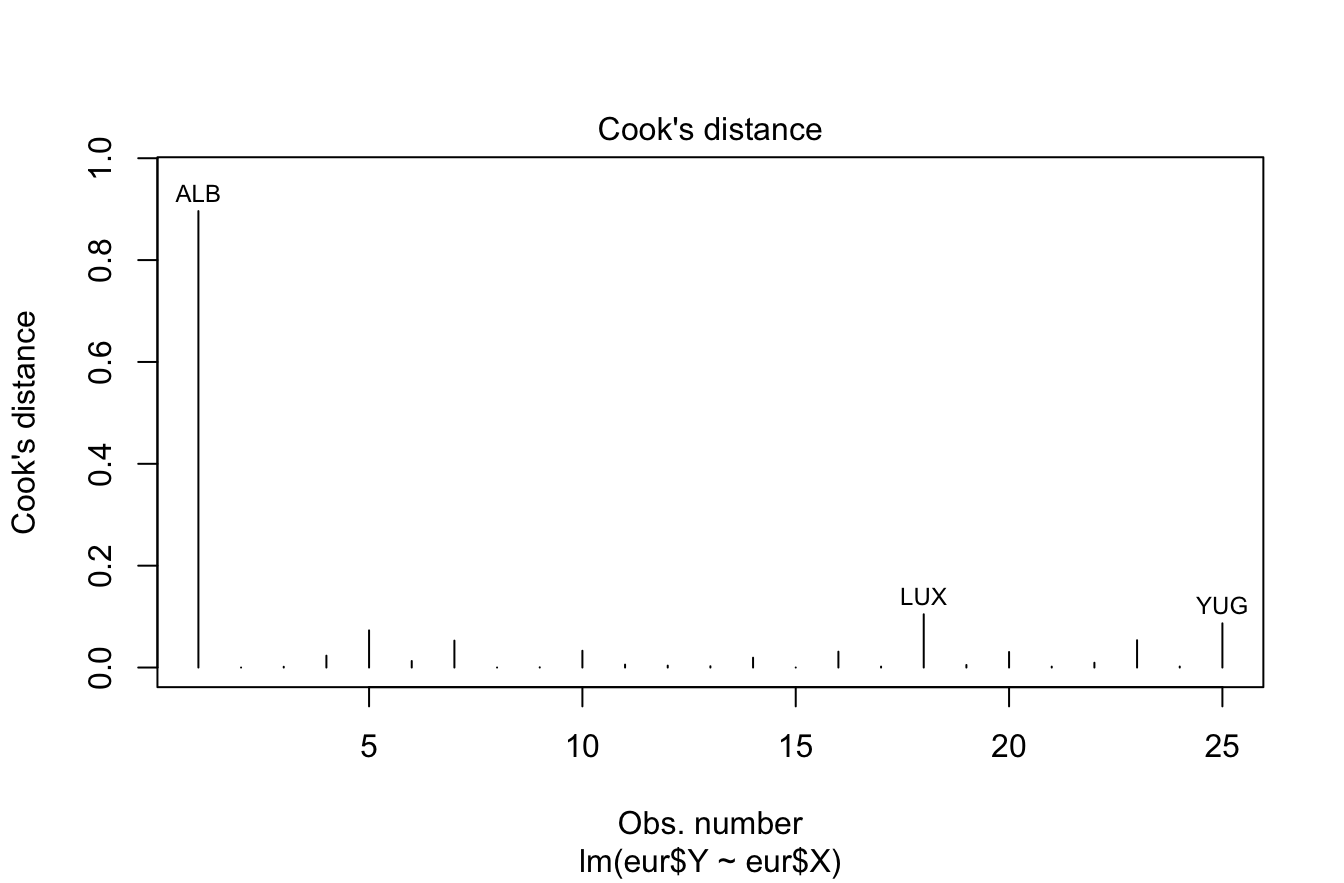 Cook's distance
1.0
0.8
0.6
0.4
0.2
0.0
Cook's distance
ALB
LUX
YUG
5 10 15 20 25
Obs. number
lm(eur$Y ~ eur$X)